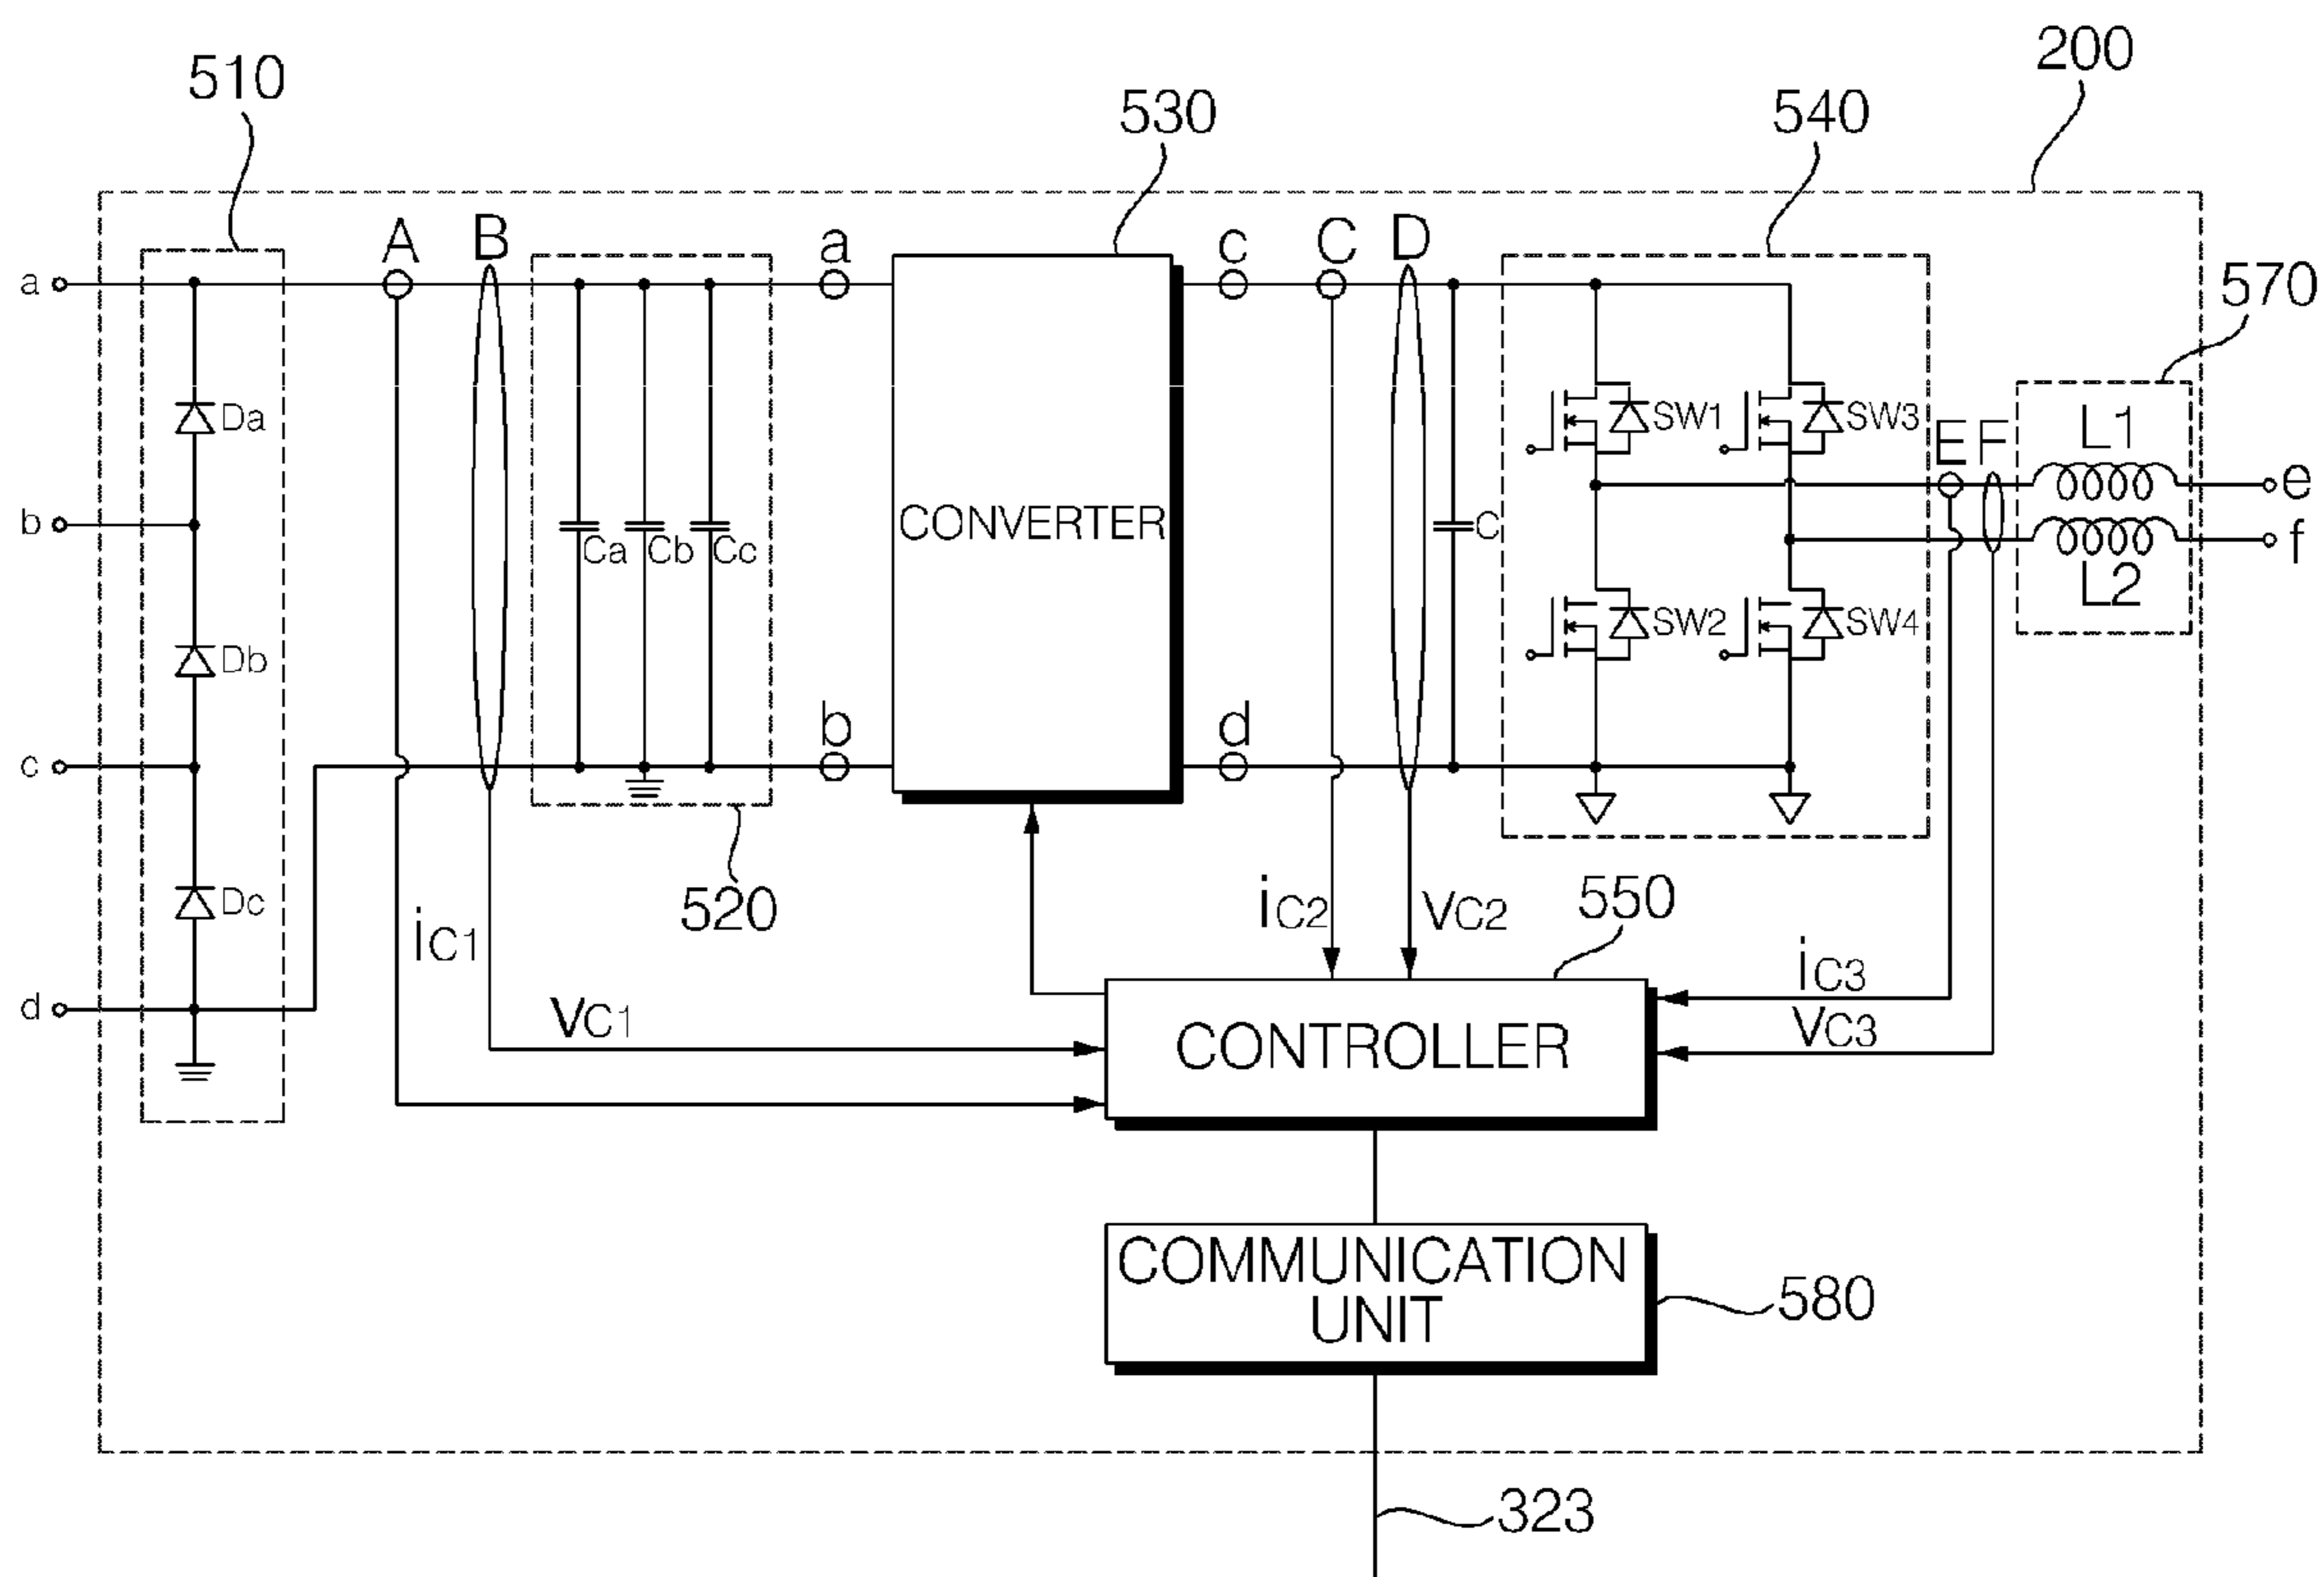 200
510
530
540
A
B
a
c
C
D
570
a
Da
SW1
SW3
E
F
L1
e
b
Ca
Cb
Cc
CONVERTER
C
f
L2
Db
SW2
SW4
c
b
d
520
Dc
iC1
iC2
VC2
550
d
VC1
CONTROLLER
iC3
VC3
COMMUNICATION
UNIT
580
323